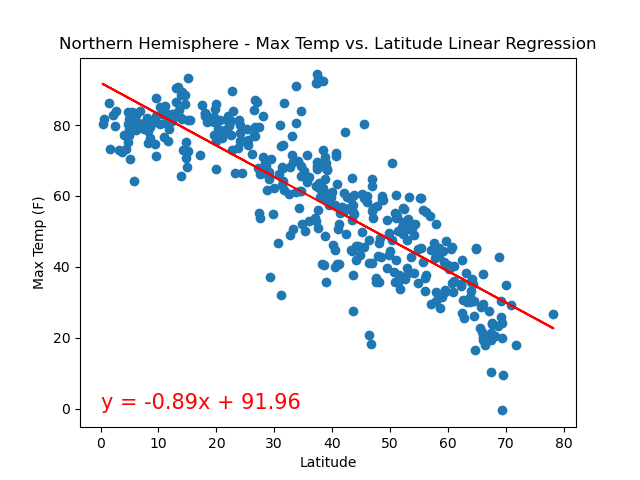 Northern Hemisphere - Max Temp vs. Latitude Linear Regression
80
60
40
20
0
Max Temp (F)
y = -0.89x + 91.96
0 10 20 30 40 50 60 70 80
Latitude